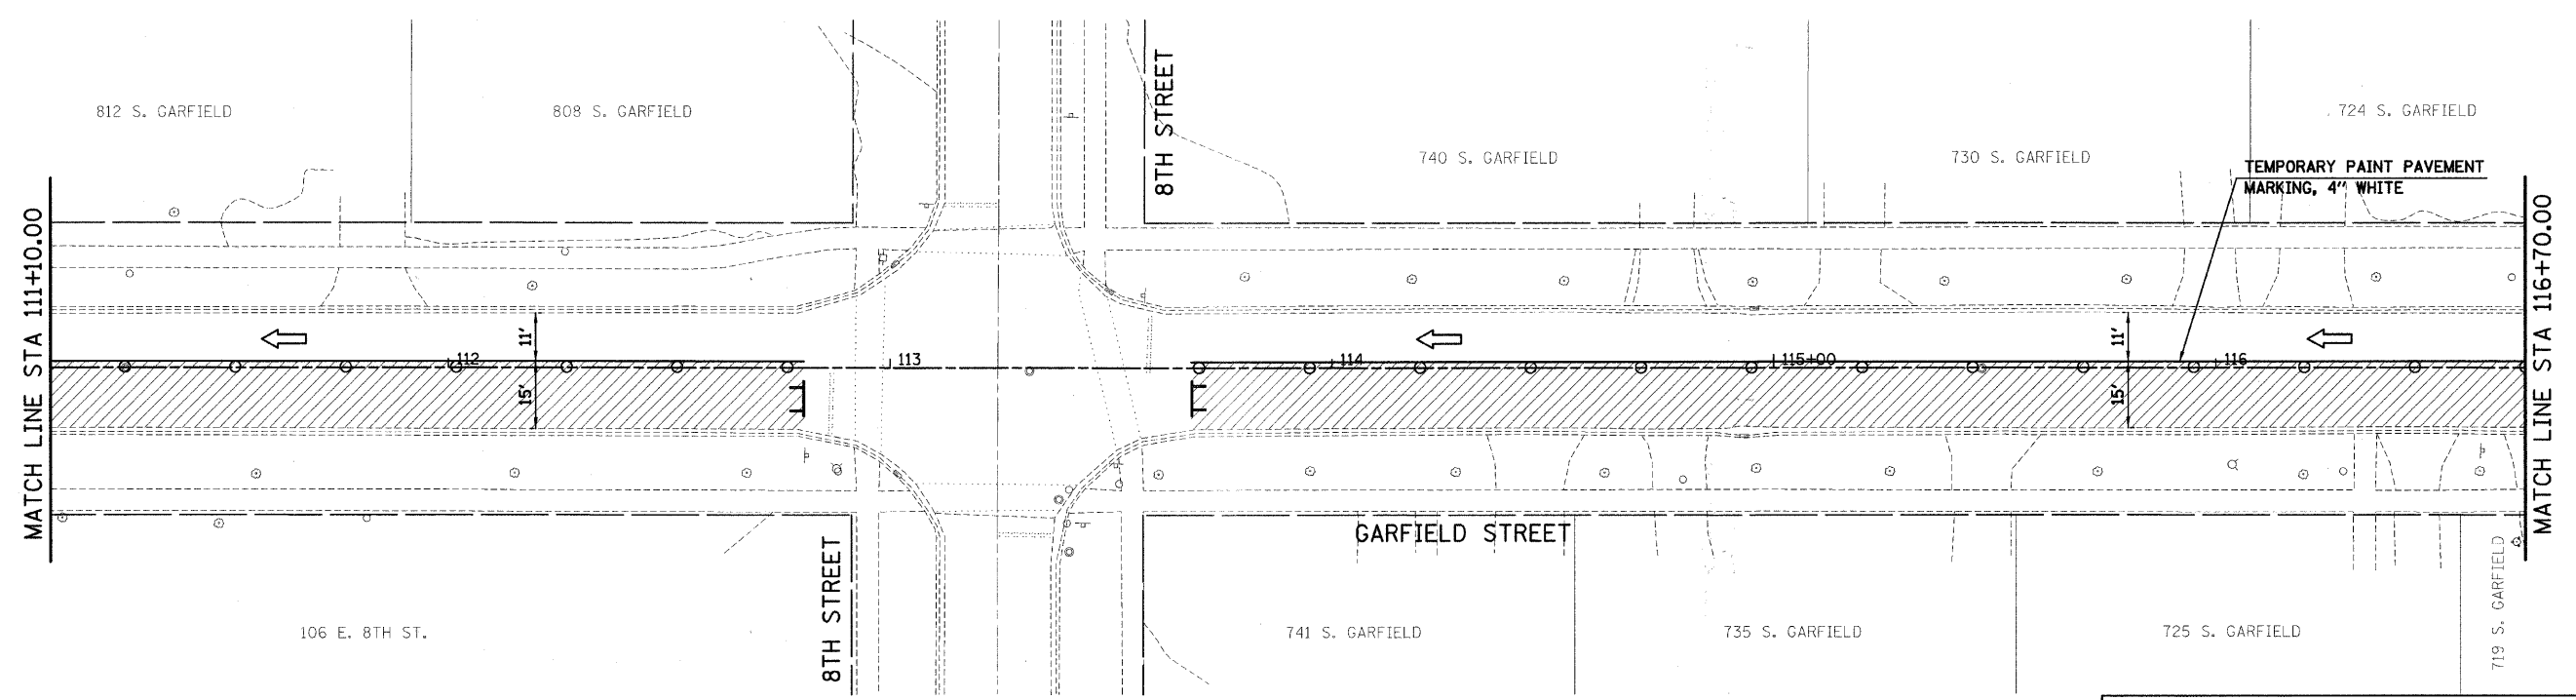 812 S. GARFIELD
808 S. GARFIELD
8TH STREET
740 S. GARFIELD
730 S. GARFIELD
724 S. GARFIELD
TEMPORARY PAINT PAVEMENT
MARKING, 4" WHITE
MATCH LINE STA 111+10.00
MATCH LINE STA 116+70.00
11'
11'
112
113
114
115+00
116
15'
15'
GARFIELD STREET
8TH STREET
106 E. 8TH ST.
741 S. GARFIELD
735 S. GARFIELD
725 S. GARFIELD
719 S. GARFIELD